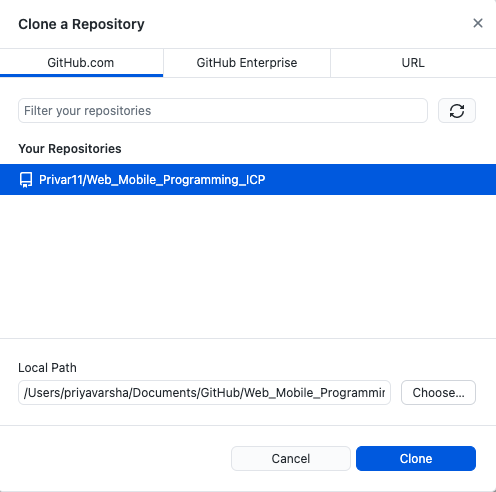 Clone a Repository
GitHub.com GitHub Enterprise URL
Filter your repositories
Your Repositories
Privar11/Web_Mobile_Programming_ICP
Local Path
/Users/priyavarsha/Documents/GitHub/Web_Mobile_Programmin Choose...
Cancel Clone